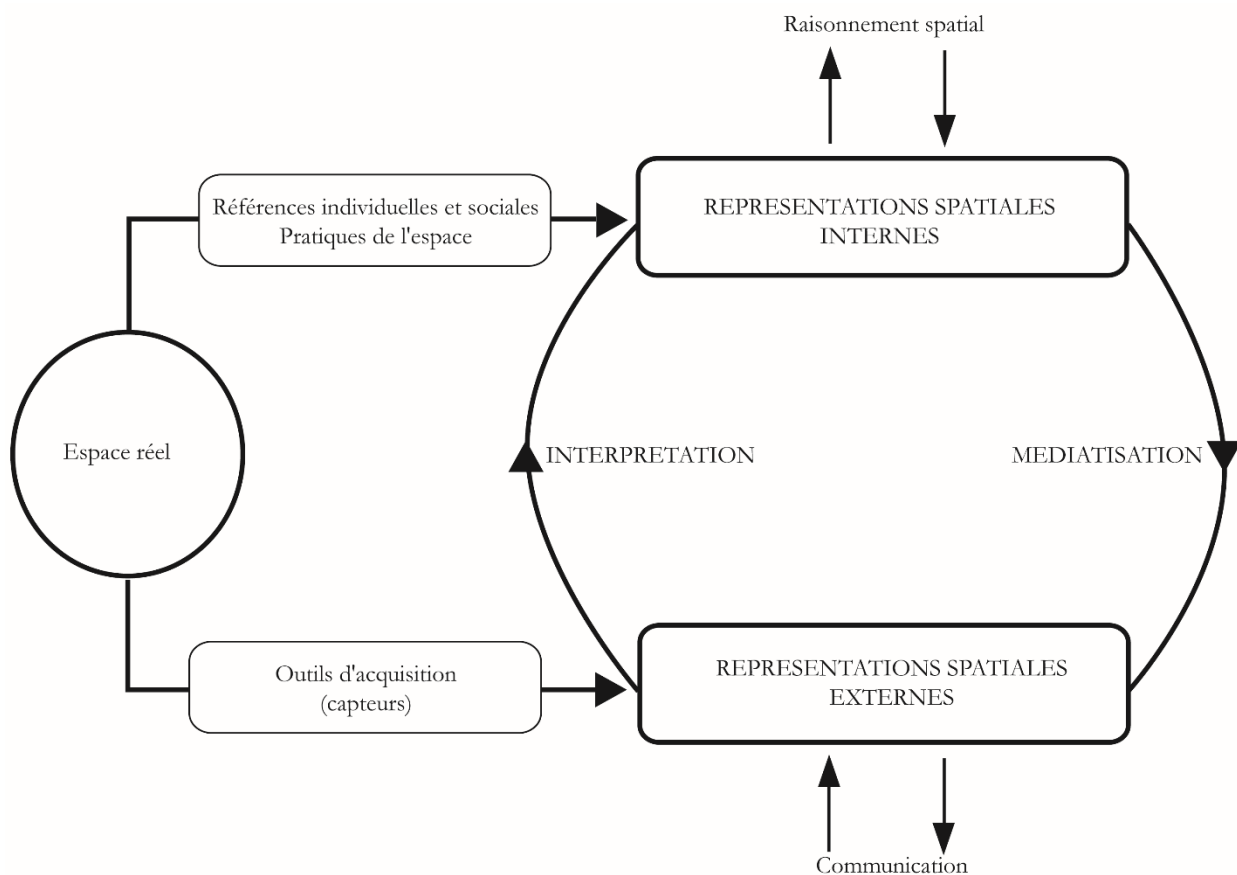 Raisonnement spatial
Références individuelles et sociales
Pratiques de l'espace
REPRESENTATIONS SPATIALES
INTERNES
Espace réel
INTERPRETATION
MEDIATISATION
Outils d'acquisition
(capteurs)
REPRESENTATIONS SPATIALES
EXTERNES
Communication